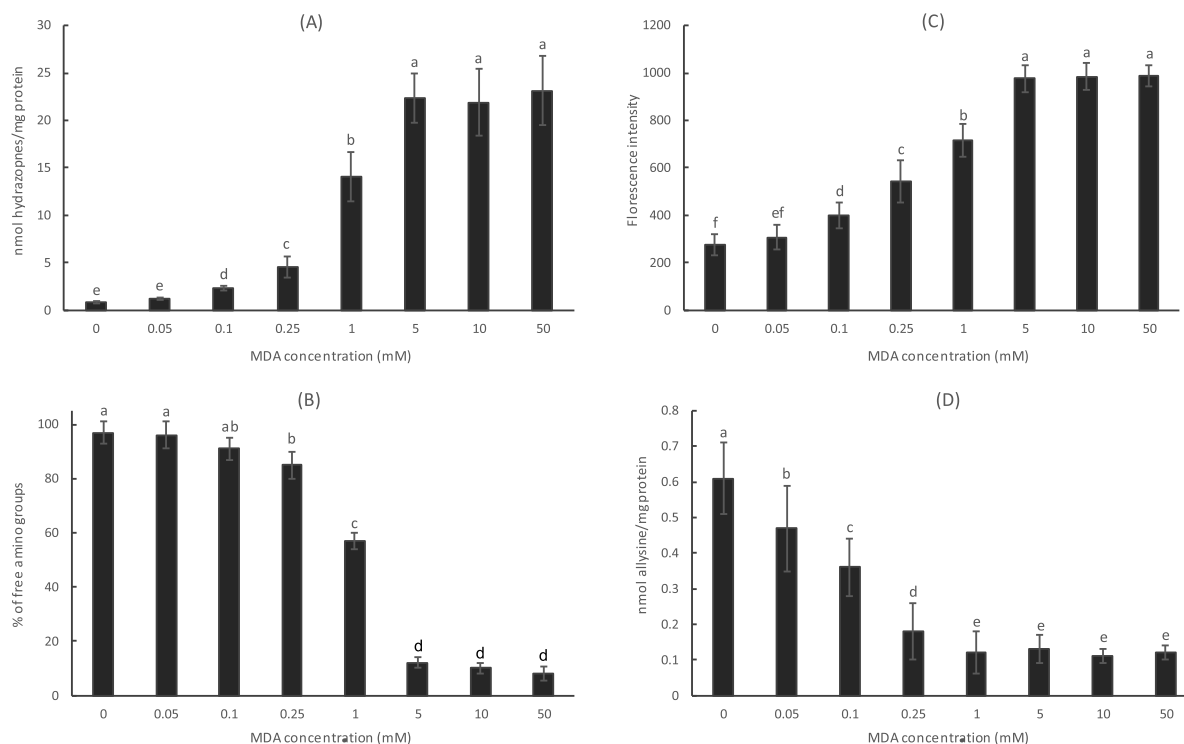 (A)
nmol hydrazopnes/mg protein
30
25
20
15
10
5
0
e e d c b a a a
0 0.05 0.1 0.25 1 5 10 50
MDA concentration (mM)
(C)
Florescence intensity
1200
1000
800
600
400
200
0
f ef d c b a a a
0 0.05 0.1 0.25 1 5 10 50
MDA concentration (mM)
(B)
% of free amino groups
100
80
60
40
20
0
a a ab b c d d d
0 0.05 0.1 0.25 1 5 10 50
MDA concentration (mM)
(D)
nmol allysine/mg protein
0.8
0.7
0.6
0.5
0.4
0.3
0.2
0.1
0
a b c d e e e e
0 0.05 0.1 0.25 1 5 10 50
MDA concentration (mM)